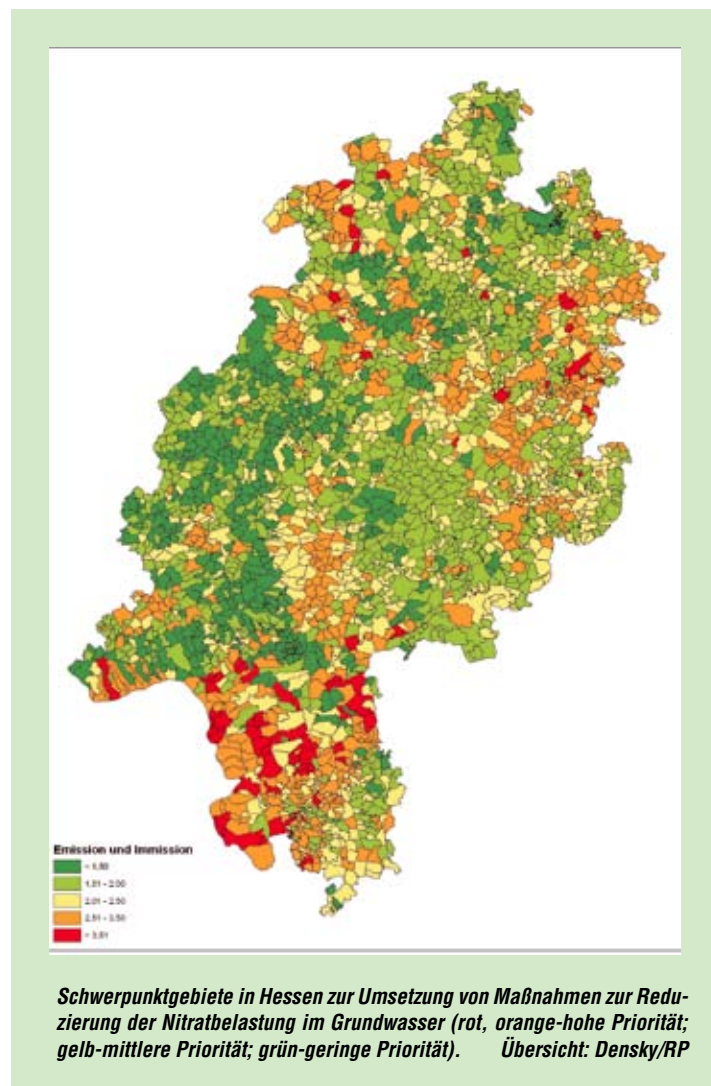 Emission und Immission
1,51 - 2,00
2,01 - 2,50
2,51 - 3,50
> 3,51
Schwerpunktgebiete in Hessen zur Umsetzung von Maßnahmen zur Redu-
zierung der Nitratbelastung im Grundwasser (rot, orange-hohe Priorität;
gelb-mittlere Priorität; grün-geringe Priorität). Übersicht: Densky/RP